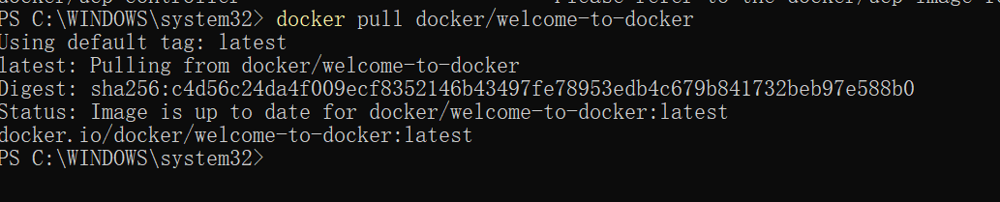 PS C:\WINDOWS\system32> docker pull docker/welcome-to-docker
Using default tag: latest
latest: Pulling from docker/welcome-to-docker
Digest: sha256:c4d56c24da4f009ecf8352146b43497fe78953edb4c679b841732beb97e588b0
Status: Image is up to date for docker/welcome-to-docker:latest
docker.io/docker/welcome-to-docker:latest
PS C:\WINDOWS\system32>